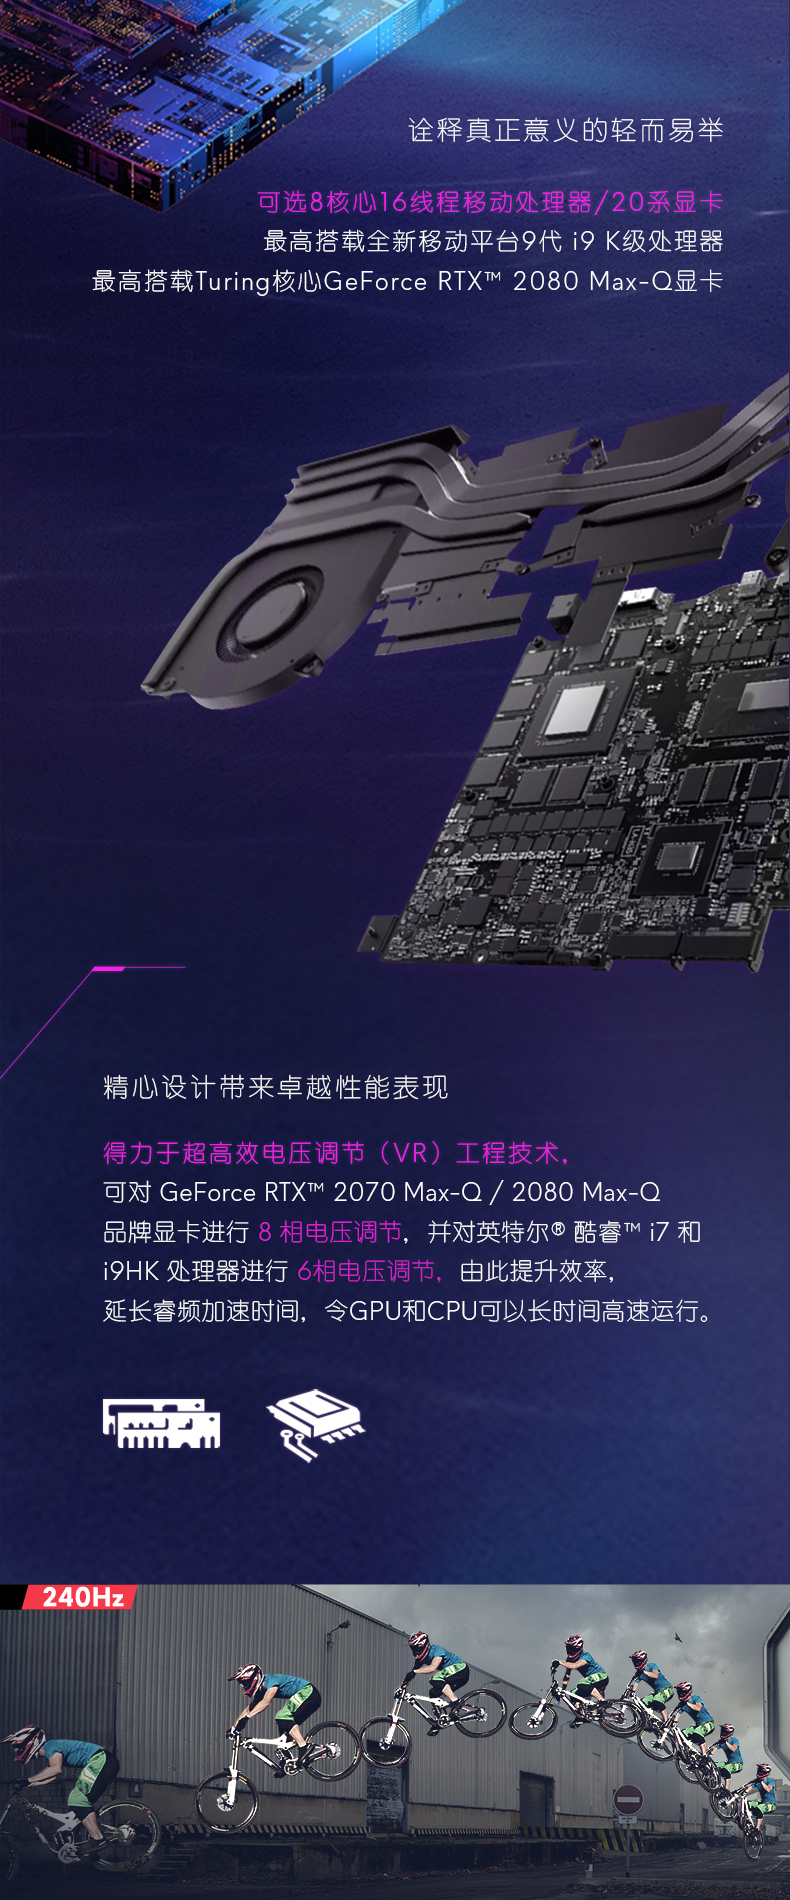 诠释真正意义的轻而易举
可选8核心16线程移动处理器/20系显卡
最高搭载全新移动平台9代 i9 K级处理器
最高搭载Turing核心GeForce RTX™ 2080 Max-Q显卡
精心设计带来卓越性能表现
得力于超高效电压调节（VR）工程技术，
可对 GeForce RTX™ 2070 Max-Q / 2080 Max-Q
品牌显卡进行 8 相电压调节，并对英特尔® 酷睿™ i7 和
i9HK 处理器进行 6相电压调节，由此提升效率，
延长睿频加速时间，令GPU和CPU可以长时间高速运行。
240Hz